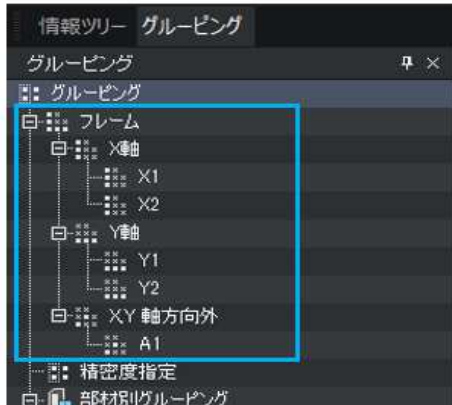 情報ツリー グルーピング
グルーピング
グルーピング
フレーム
X軸
X1
X2
Y軸
Y1
Y2
XY 軸方向外
A1
精密度指定
部材別グルーピング